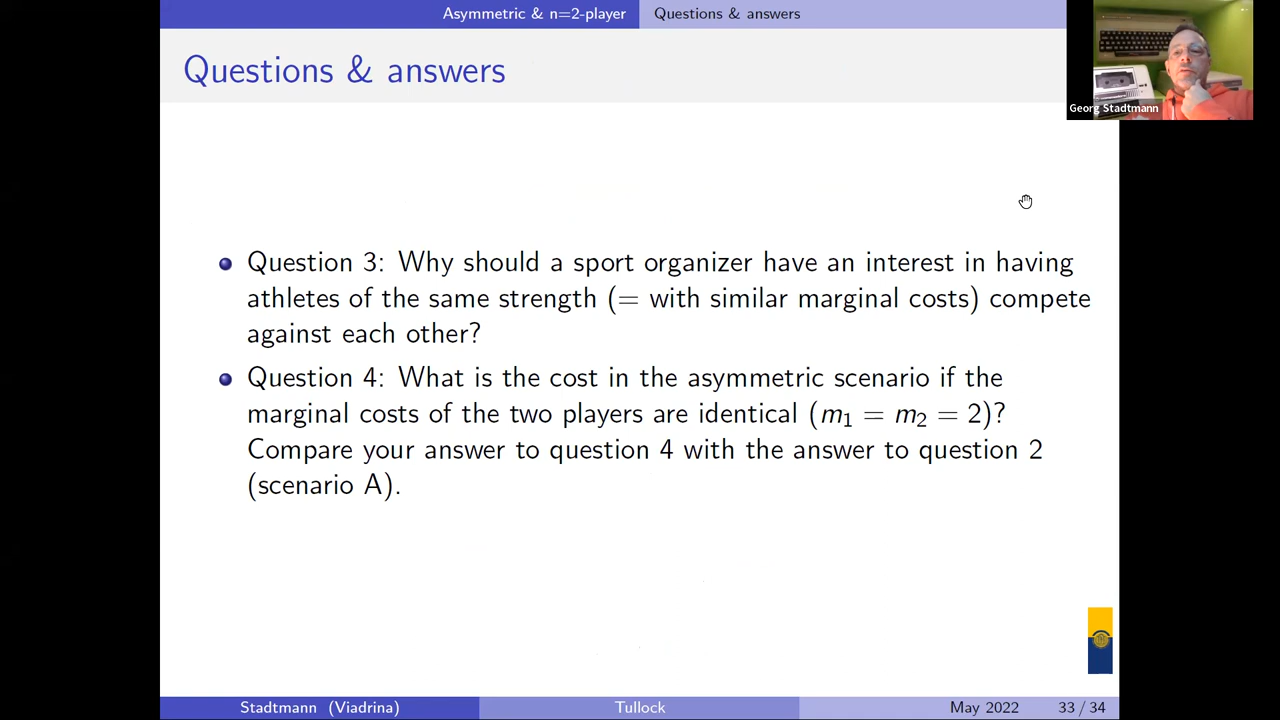 Asymmetric & n=2-player Questions & answers
Questions & answers
Georg Stadtmann
Question 3: Why should a sport organizer have an interest in having
athletes of the same strength (= with similar marginal costs) compete
against each other?
Question 4: What is the cost in the asymmetric scenario if the
marginal costs of the two players are identical (m₁ = m₂ = 2)?
Compare your answer to question 4 with the answer to question 2
(scenario A).
Stadtmann (Viadrina) Tullock May 2022 33 / 34